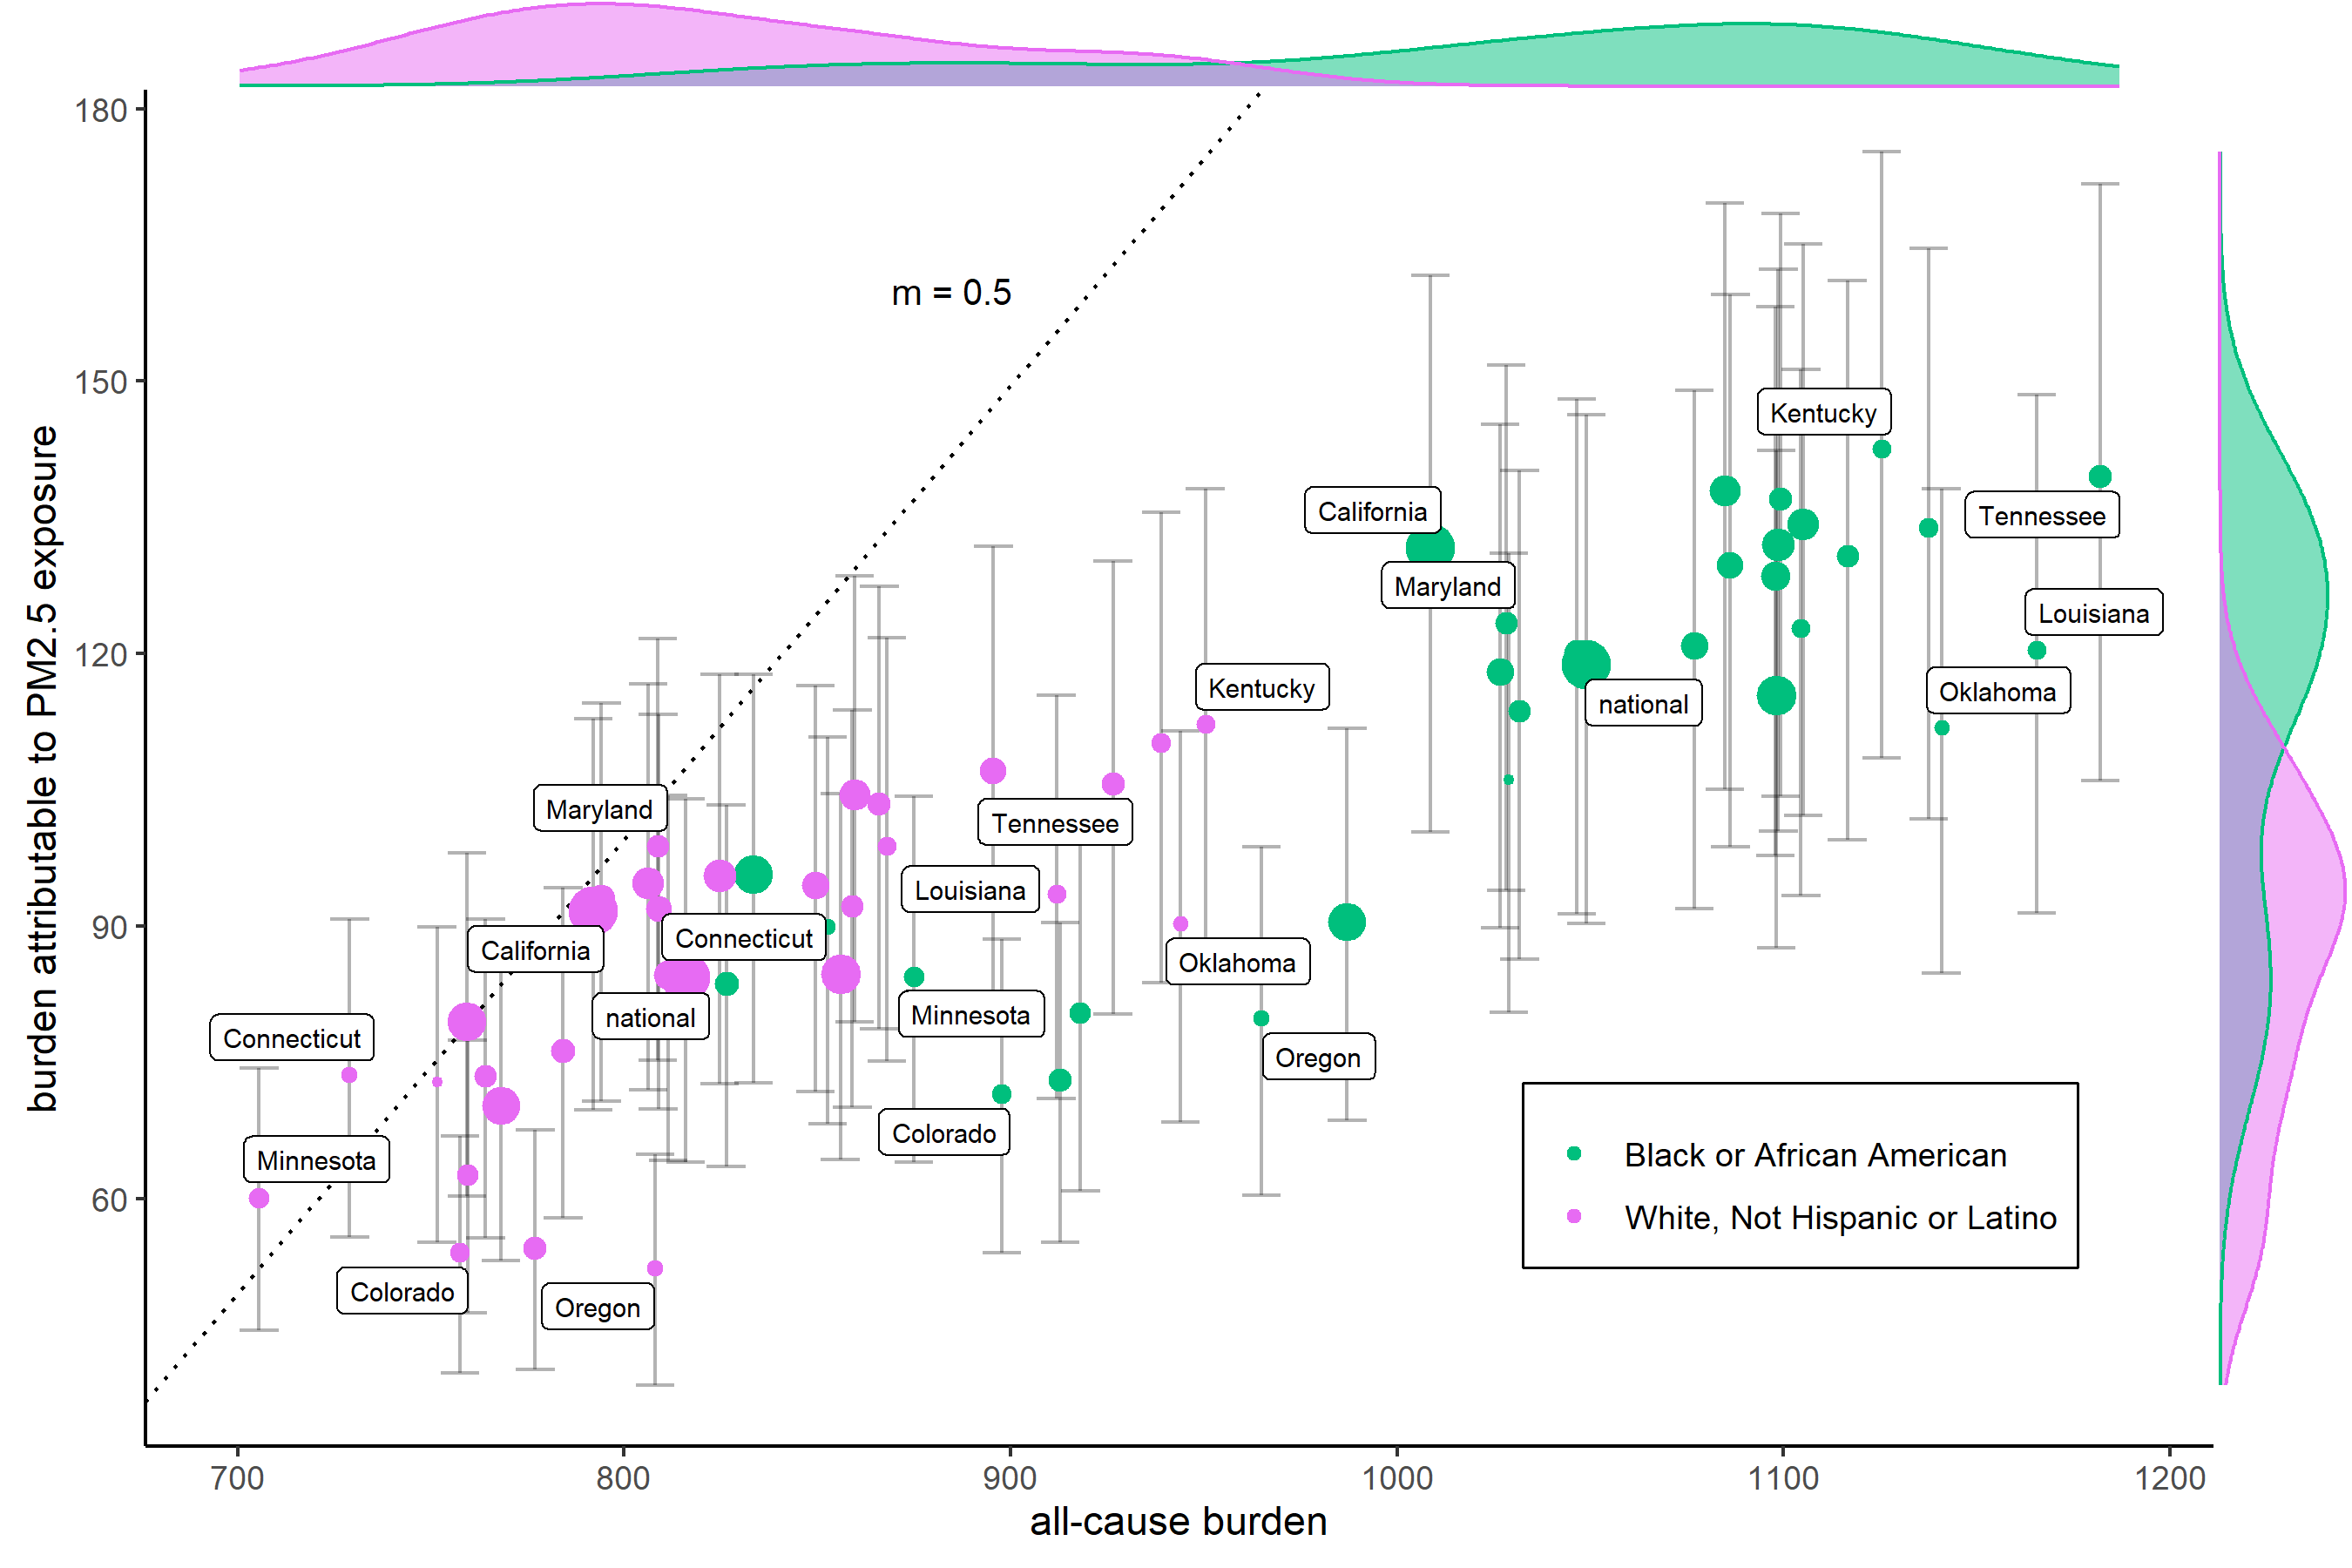 180
m = 0.5
150
Kentucky
California
Tennessee
Maryland
Louisiana
120
Kentucky
Oklahoma
national
Maryland
Tennessee
Louisiana
90
Connecticut
California
Oklahoma
national
Minnesota
Connecticut
Oregon
Colorado
Minnesota
60
Colorado
Oregon
Black or African American
White, Not Hispanic or Latino
burden attributable to PM2.5 exposure
700
800
900
1000
1100
1200
all-cause burden